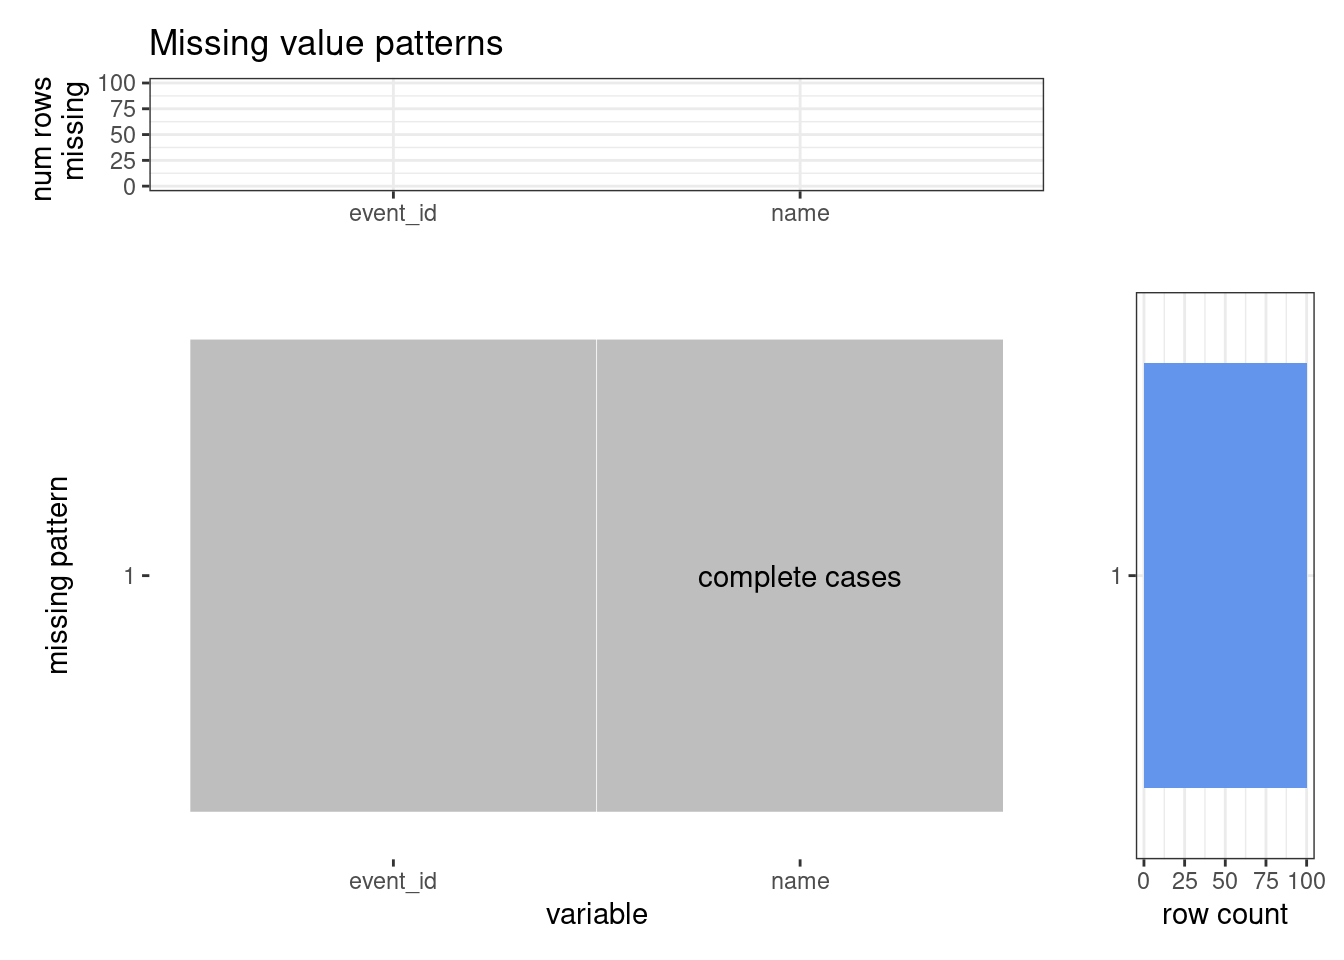 Missing value patterns
num rows
missing
100
75
50
25
0
event_id name
missing pattern
1
complete cases
event_id name
variable
1
0 25 50 75 100
row count